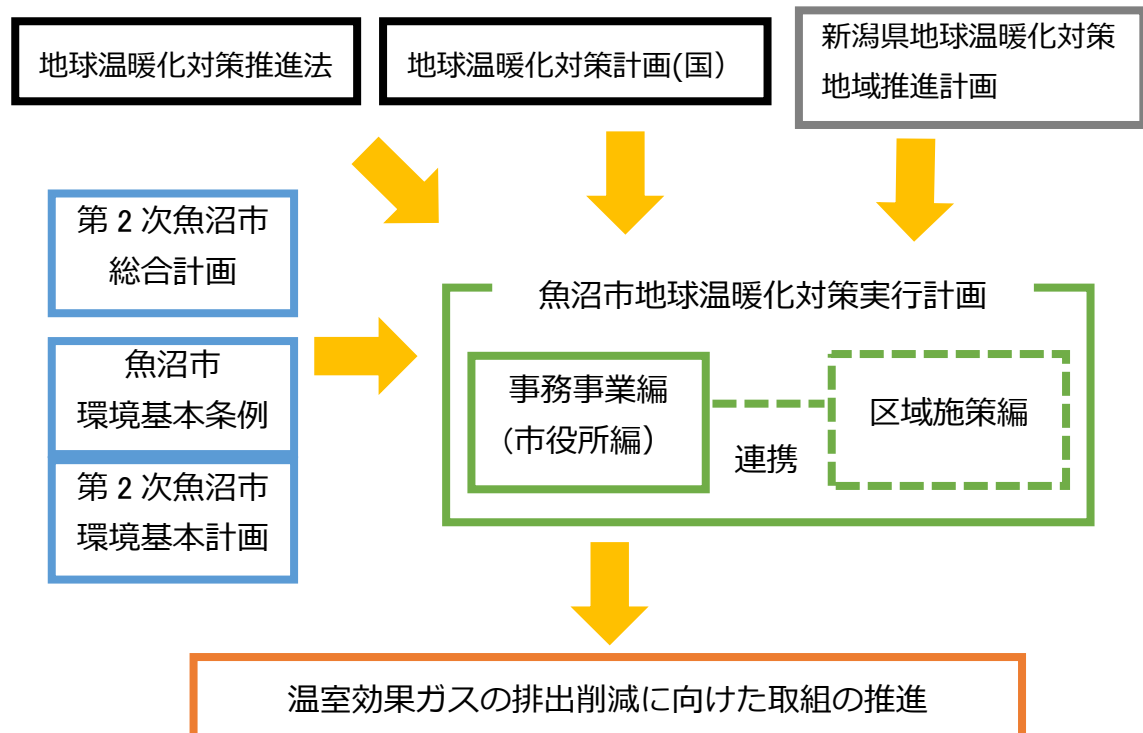 地球温暖化対策推進法
地球温暖化対策計画(国）
新潟県地球温暖化対策
地域推進計画
第２次魚沼市
総合計画
魚沼市
環境基本条例
第２次魚沼市
環境基本計画
魚沼市地球温暖化対策実行計画
事務事業編
(市役所編）
連携
区域施策編
温室効果ガスの排出削減に向けた取組の推進